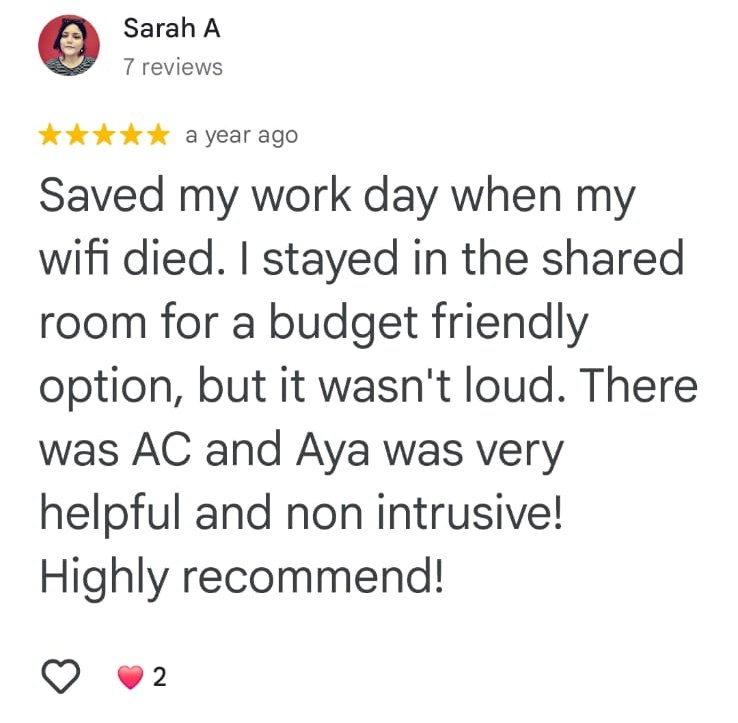 Sarah A
7 reviews
a year ago
Saved my work day when my
wifi died. I stayed in the shared
room for a budget friendly
option, but it wasn't loud. There
was AC and Aya was very
helpful and non intrusive!
Highly recommend!
2